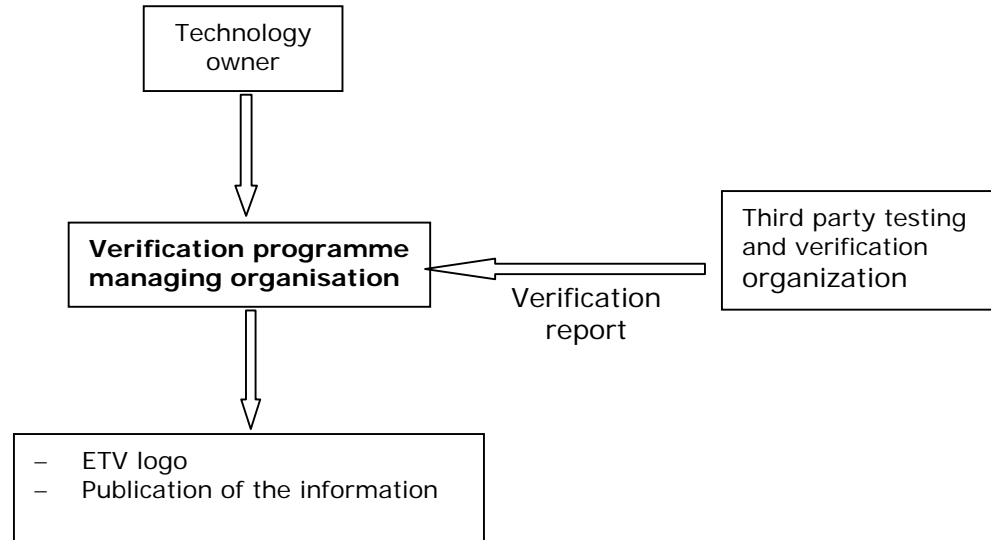 Technology
owner
Verification programme
managing organisation
Third party testing
and verification
organization
Verification
report
– ETV logo
– Publication of the information